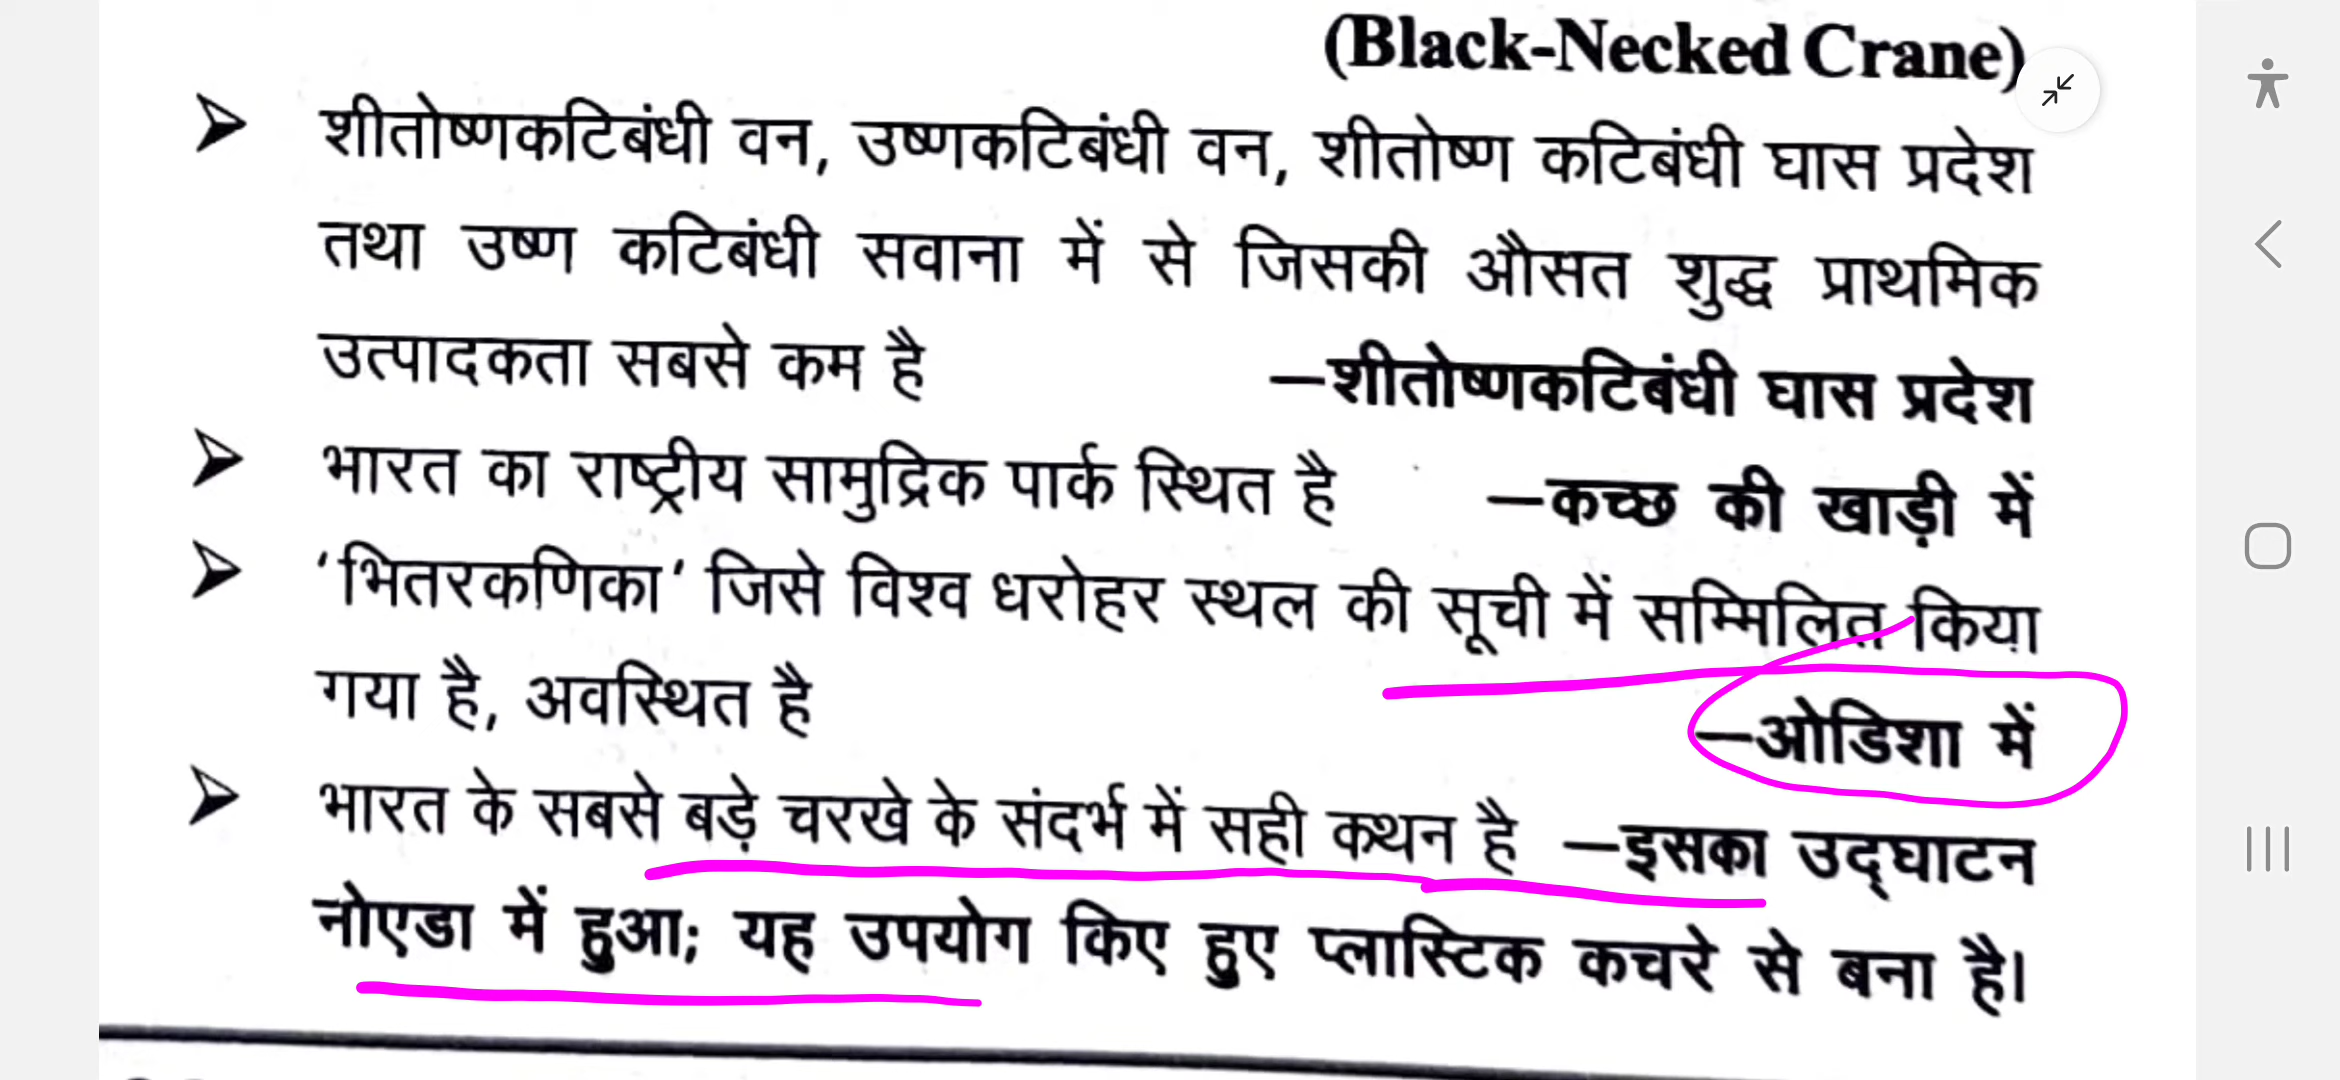 (Black-Necked Crane)
➢ शीतोष्णकटिबंधी वन, उष्णकटिबंधी वन, शीतोष्ण कटिबंधी घास प्रदेश
तथा उष्ण कटिबंधी सवाना में से जिसकी औसत शुद्ध प्राथमिक
उत्पादकता सबसे कम है —शीतोष्णकटिबंधी घास प्रदेश
➢ भारत का राष्ट्रीय सामुद्रिक पार्क स्थित है —कच्छ की खाड़ी में
➢ ‘भितरकणिका‘ जिसे विश्व धरोहर स्थल की सूची में सम्मिलित किया
गया है, अवस्थित है —ओडिशा में
➢ भारत के सबसे बड़े चरखे के संदर्भ में सही कथन है —इसका उद्घाटन
नोएडा में हुआ; यह उपयोग किए हुए प्लास्टिक कचरे से बना है।